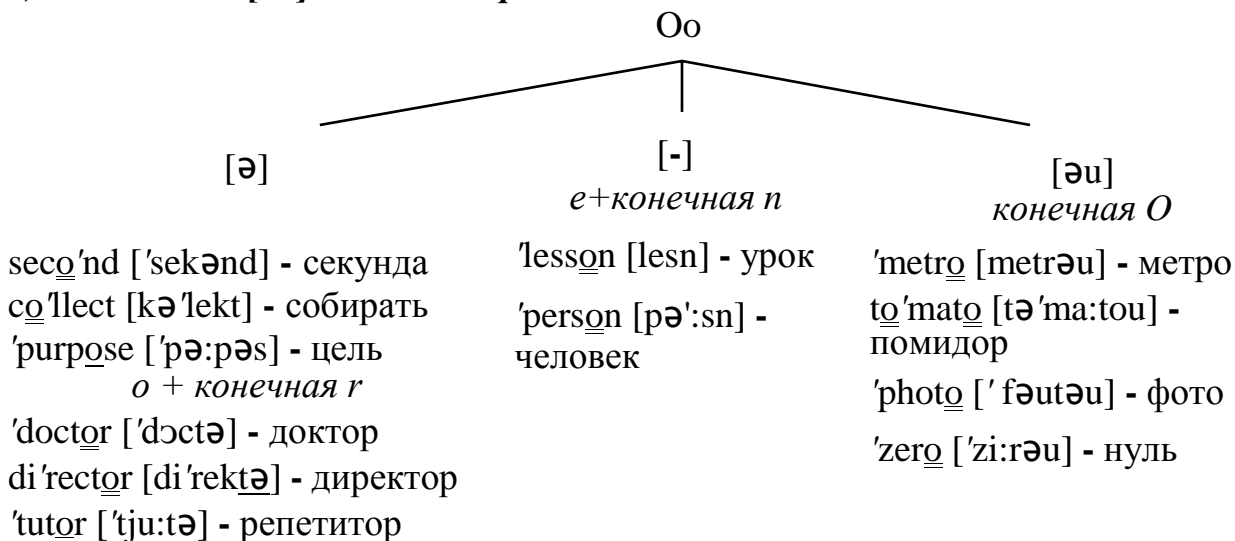 Oo
[ə]
seco'nd ['sekənd] - секунда
co'llect [kə'lekt] - собирать
'purpose ['pə:pəs] - цель
o + конечная r
'doctor ['dɔctə] - доктор
di'rector [di'rektə] - директор
'tutor ['tju:tə] - репетитор
[-]
e+конечная n
'lesson [lesn] - урок
'person [pə':sn] -
человек
[əu]
конечная O
'metro [metrəu] - метро
to'mato [tə'ma:tou] -
помидор
'photo [' fəutəu] - фото
'zero ['zi:rəu] - нуль